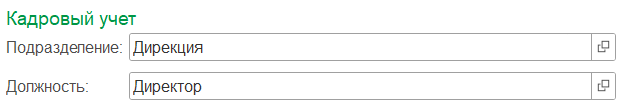 Кадровый учет
Подразделение: Дирекция
Должность: Директор